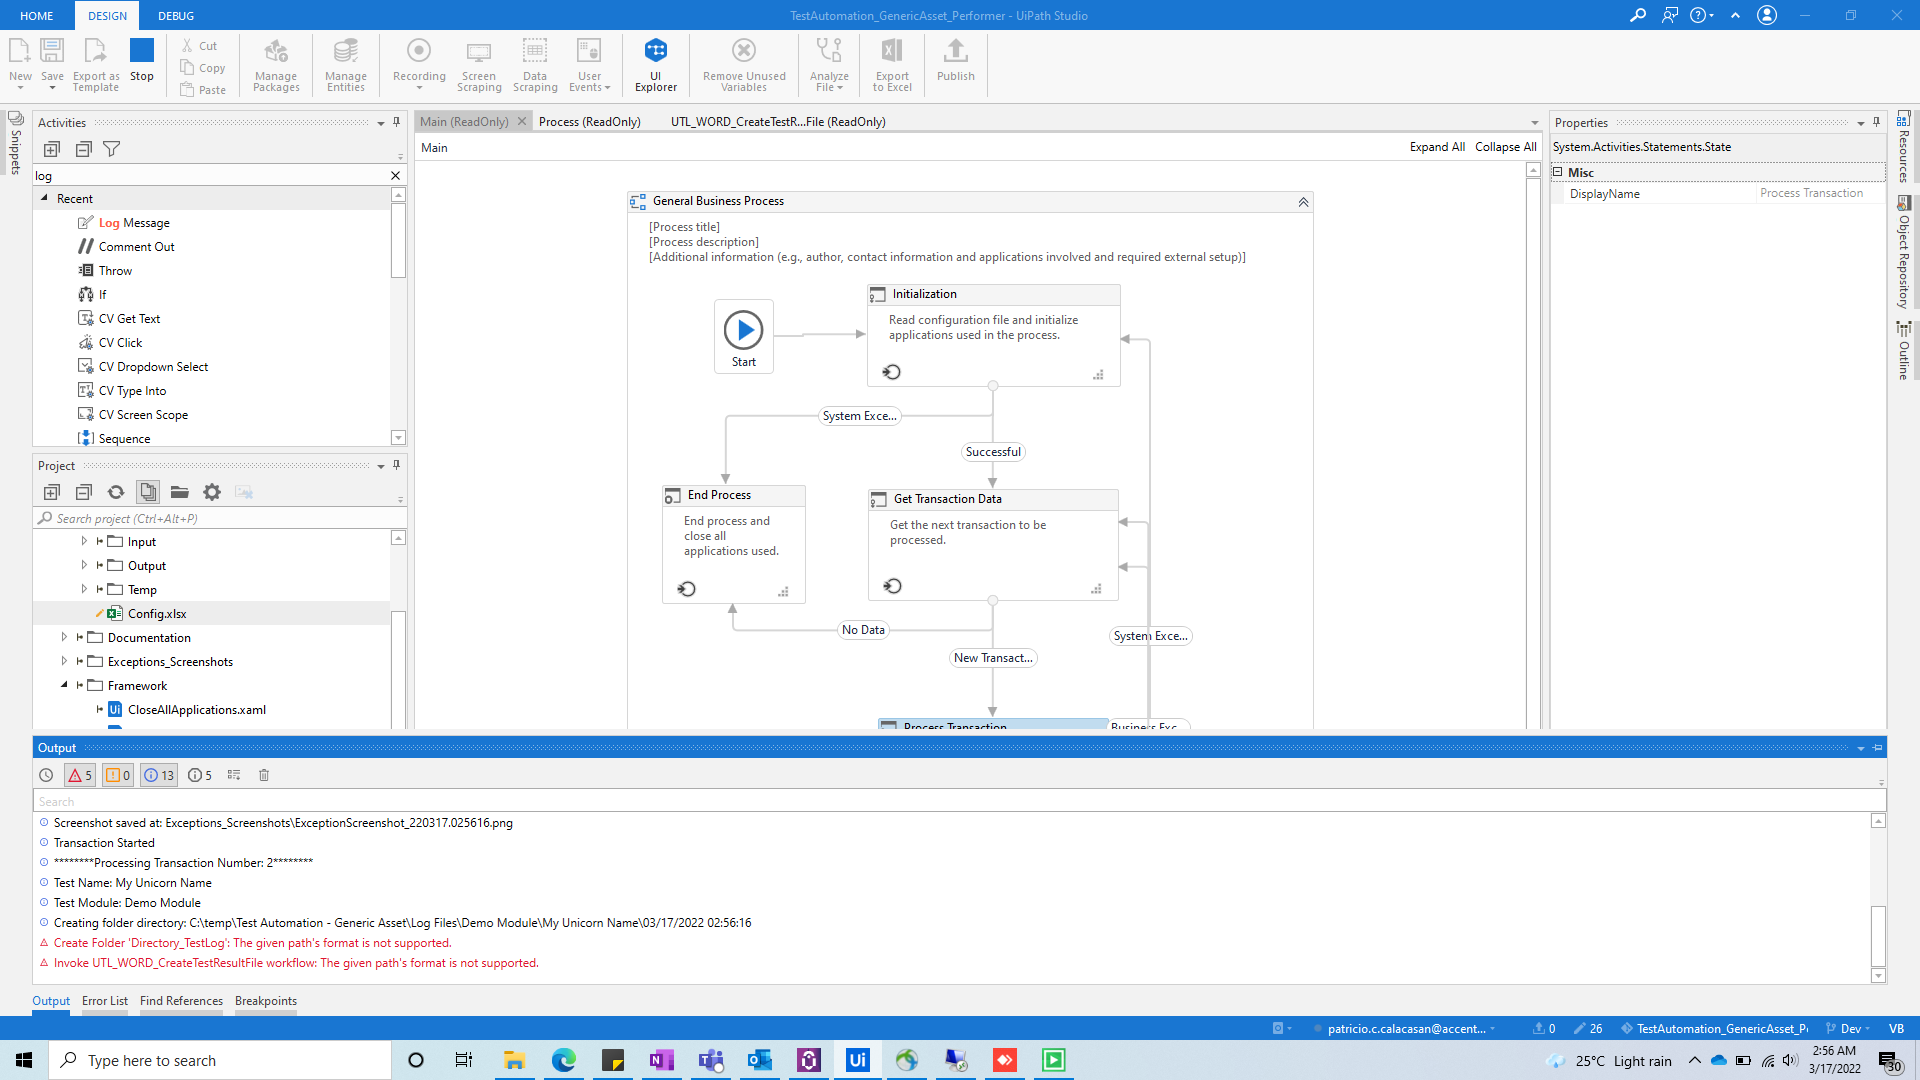 HOME
DESIGN
DEBUG
TestAutomation_GenericAsset_Performer - UiPath Studio
New
Save
Export as
Template
Stop
Cut
Copy
Paste
Manage
Packages
Manage
Entities
Recording
Screen
Scraping
Data
Scraping
User
Events
UI
Explorer
Remove Unused
Variables
Analyze
File
Export
to Excel
Publish
Snippets
Activities
log
Recent
Log Message
Comment Out
Throw
If
CV Get Text
CV Click
CV Dropdown Select
CV Type Into
CV Screen Scope
Sequence
Project
Search project (Ctrl+Alt+P)
Input
Output
Temp
Config.xlsx
Documentation
Exceptions_Screenshots
Framework
CloseAllApplications.xaml
Main (ReadOnly)
Process (ReadOnly)
UTL_WORD_CreateTestR...File (ReadOnly)
Main
Expand All
Collapse All
General Business Process
[Process title]
[Process description]
[Additional information (e.g., author, contact information and applications involved and required external setup)]
Start
Initialization
Read configuration file and initialize
applications used in the process.
System Exce...
Successful
End Process
End process and
close all
applications used.
Get Transaction Data
Get the next transaction to be
processed.
No Data
New Transact...
System Exce...
Process Transaction
Business Exc...
Properties
System.Activities.Statements.State
Misc
DisplayName
Process Transaction
Resources
Object Repository
Outline
Output
5
0
13
5
Search
Screenshot saved at: Exceptions_Screenshots\ExceptionScreenshot_220317.025616.png
Transaction Started
********Processing Transaction Number: 2********
Test Name: My Unicorn Name
Test Module: Demo Module
Creating folder directory: C:\temp\Test Automation - Generic Asset\Log Files\Demo Module\My Unicorn Name\03/17/2022 02:56:16
Create Folder 'Directory_TestLog': The given path's format is not supported.
Invoke UTL_WORD_CreateTestResultFile workflow: The given path's format is not supported.
Output
Error List
Find References
Breakpoints
patricio.c.calacasan@accent...
0
26
TestAutomation_GenericAsset_P
Dev
VB
Type here to search
25°C Light rain
2:56 AM
3/17/2022
30